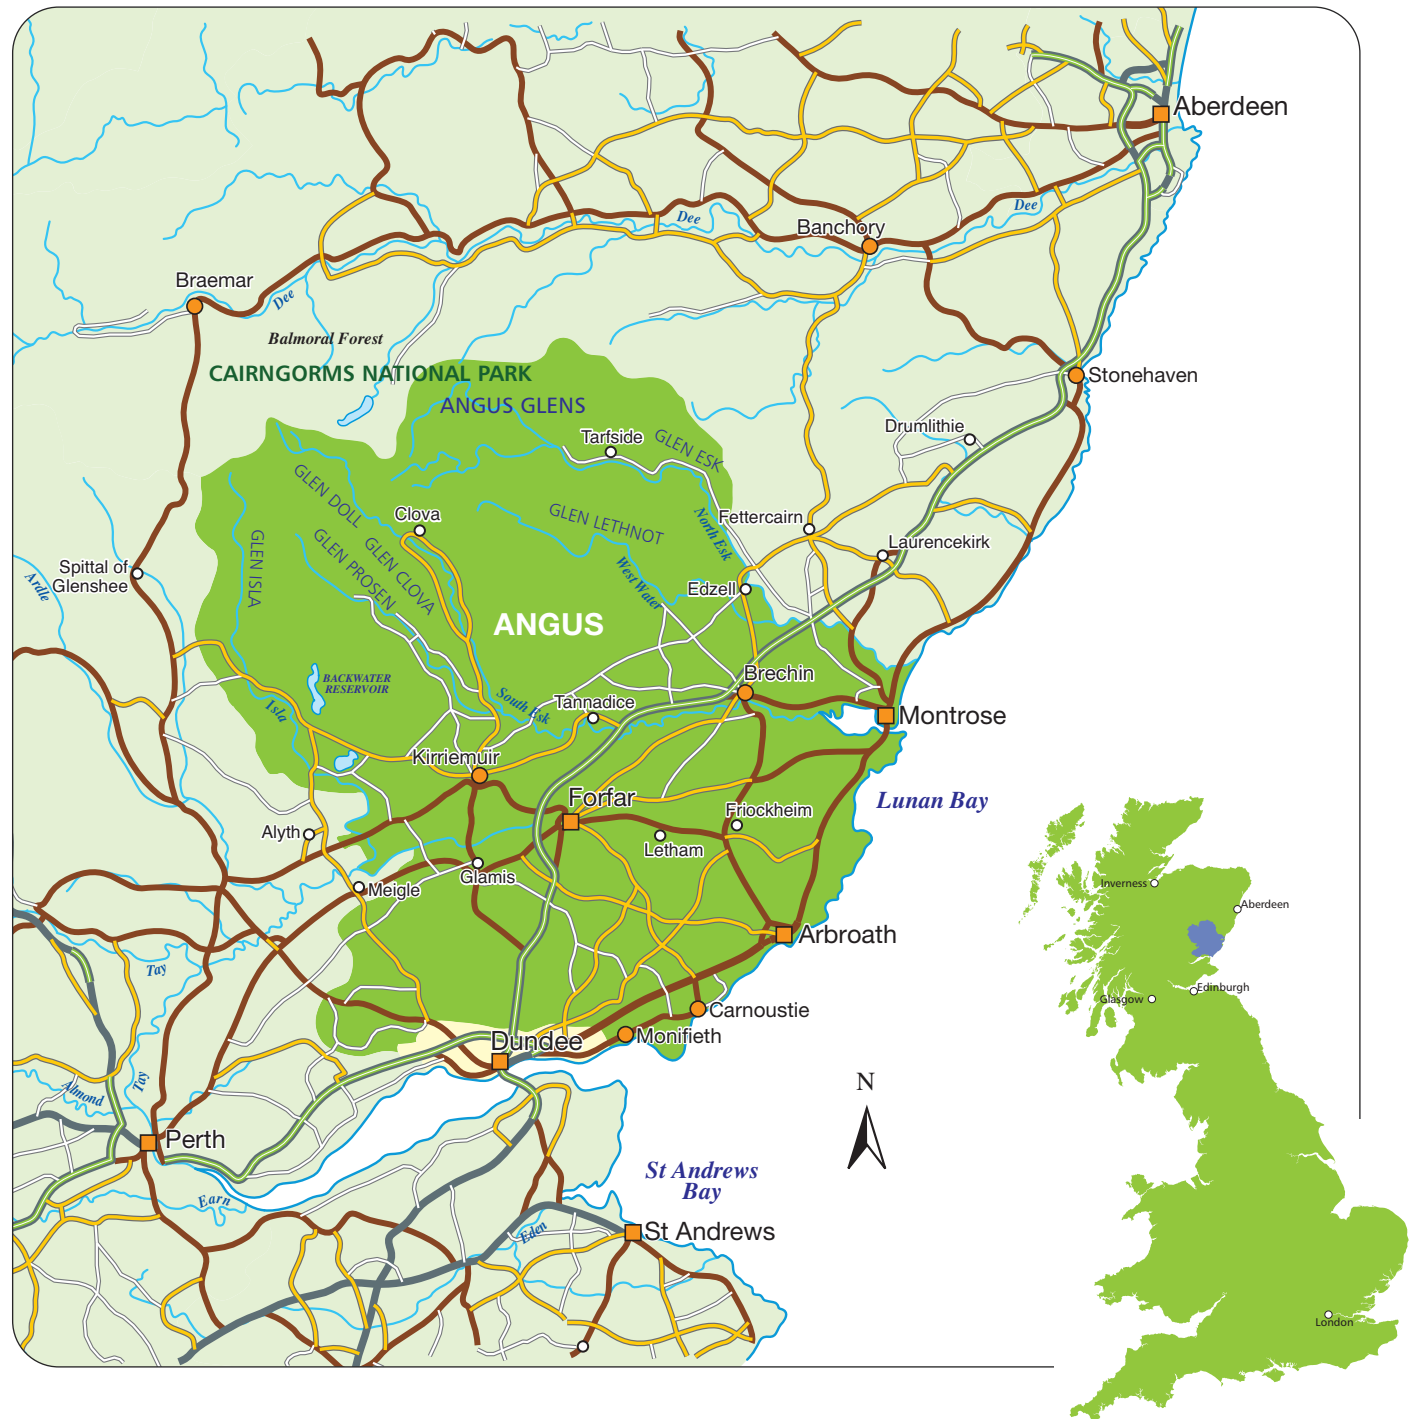 Aberdeen
Dee
Dee
Banchory
Braemar
Dee
Balmoral Forest
CAIRNGORMS NATIONAL PARK
Stonehaven
ANGUS GLENS
Drumlithie
Tarfside
GLEN ESK
GLEN DOLL
Clova
GLEN LETHNOT
North Esk
Fettercairn
Laurencekirk
GLEN ISLA
GLEN PROSEN
GLEN CLOVA
Spittal of
Glenshee
Ardle
West Water
Edzell
ANGUS
BACKWATER
RESERVOIR
Brechin
Isla
South Esk
Tannadice
Montrose
Kirriemuir
Forfar
Lunan Bay
Friockheim
Alyth
Letham
Glamis
Meigle
Inverness
Aberdeen
Arbroath
Tay
Edinburgh
Glasgow
Carnoustie
Monifieth
Dundee
Almond
Tay
N
Perth
St Andrews
Bay
Earn
Eden
St Andrews
London